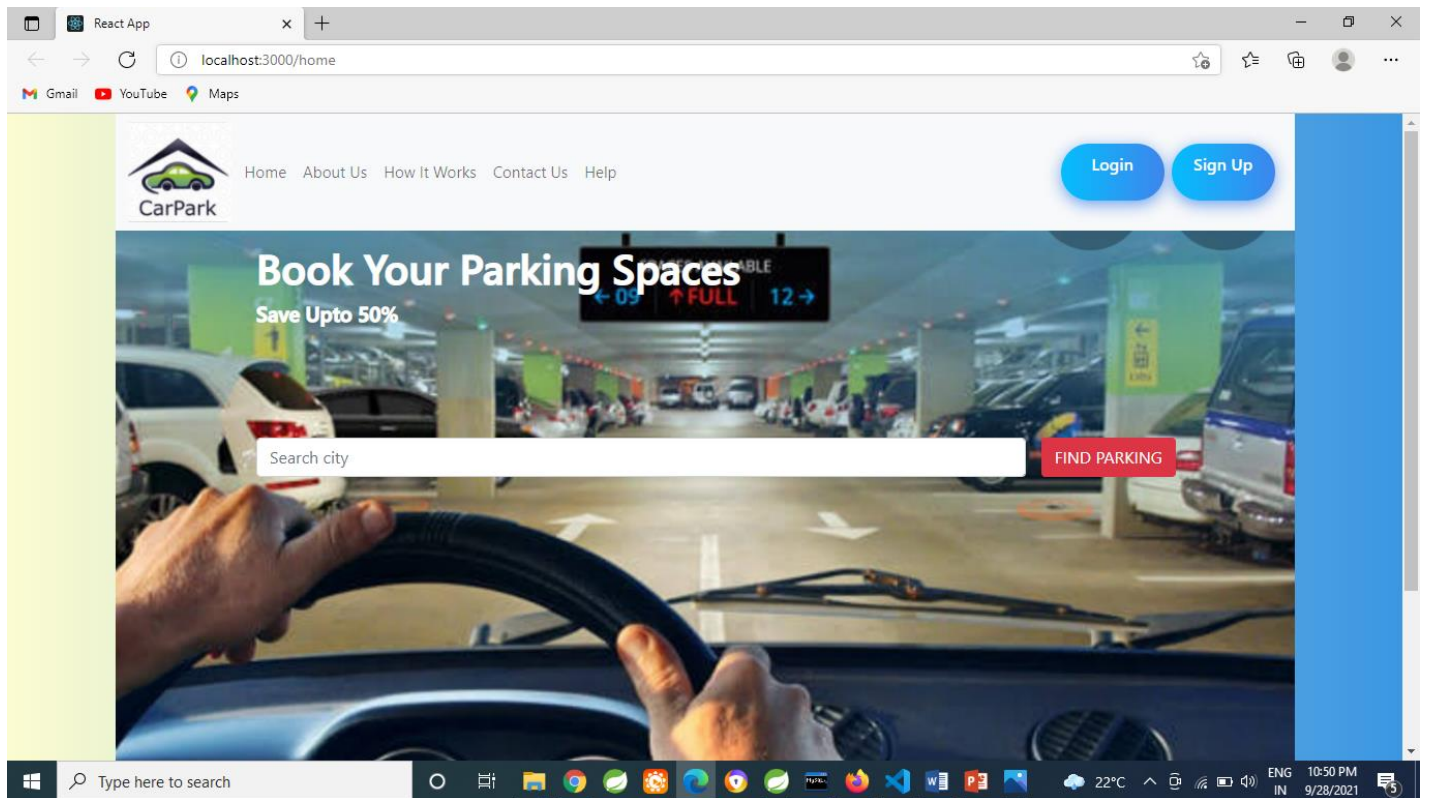 React App
localhost:3000/home
Gmail YouTube Maps
CarPark
Home About Us How It Works Contact Us Help
Login Sign Up
Book Your Parking Spaces
Save Upto 50%
← 09 ↑ FULL 12 →
Search city
FIND PARKING
Type here to search
22°C
ENG
IN
10:50 PM
9/28/2021
5